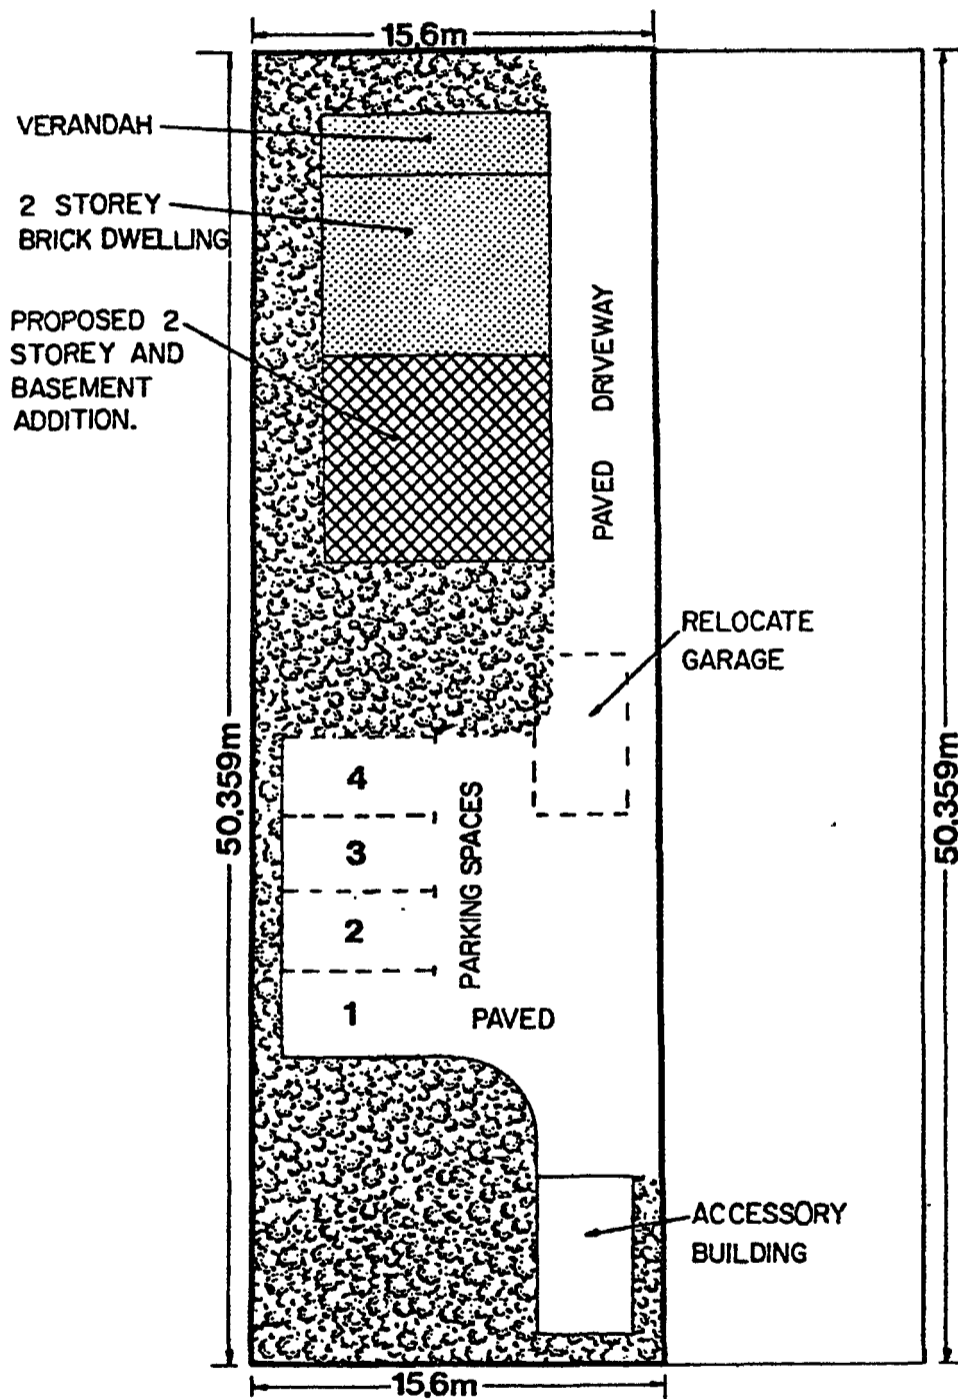 15.6m
VERANDAH
2 STOREY
BRICK DWELLING
PROPOSED 2
STOREY AND
BASEMENT
ADDITION.
PAVED DRIVEWAY
RELOCATE
GARAGE
50.359m
50.359m
4
3
2
1
PARKING SPACES
PAVED
ACCESSORY
BUILDING
15.6m